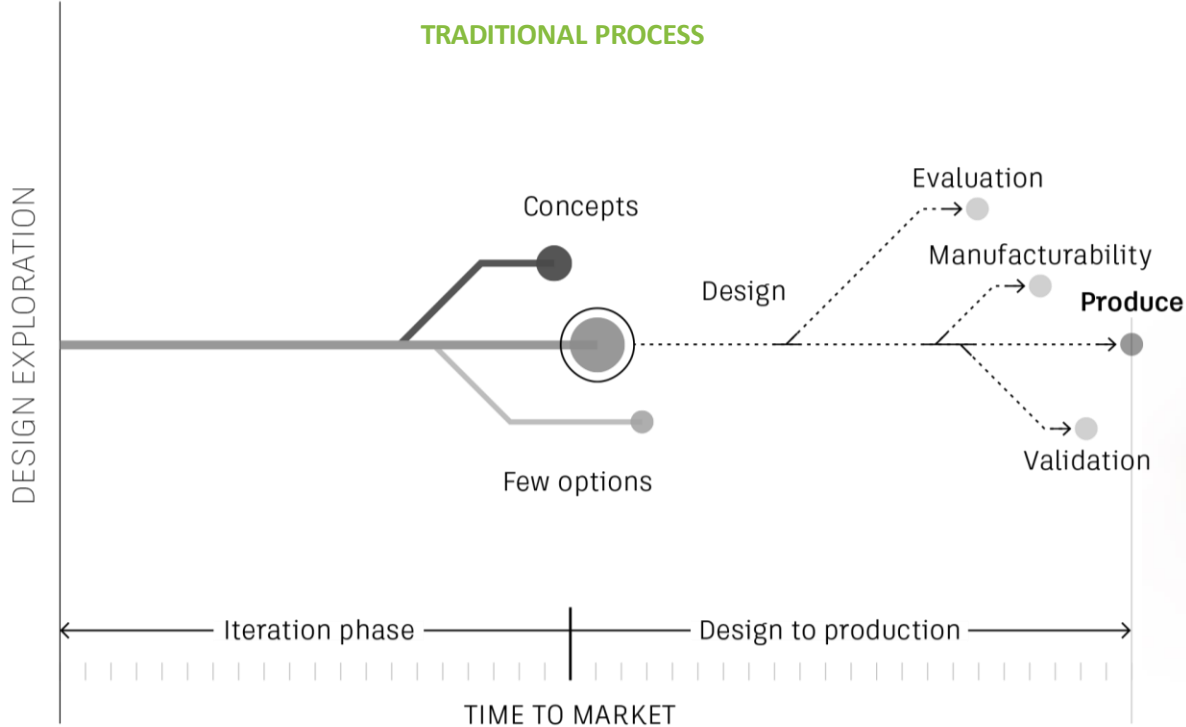 TRADITIONAL PROCESS
DESIGN EXPLORATION
Evaluation
Concepts
Manufacturability
Design
Produce
Validation
Few options
Iteration phase
Design to production
TIME TO MARKET